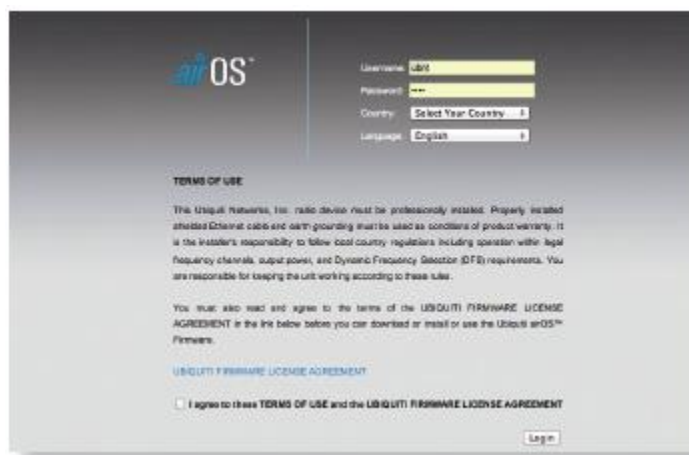 airOS™
Username: ubnt
Password: ••••
Country: Select Your Country
Language: English
TERMS OF USE
This Ubiquiti Networks, Inc. radio device must be professionally installed. Properly installed
shielded Ethernet cable and earth grounding must be used as conditions of product warranty. It
is the installer's responsibility to follow local country regulations including operation within legal
frequency channels, output power, and Dynamic Frequency Selection (DFS) requirements. You
are responsible for keeping the unit working according to these rules.
You must also read and agree to the terms of the UBIQUITI FIRMWARE LICENSE
AGREEMENT in the link below before you can download or install or use the Ubiquiti airOS™
Firmware.
UBIQUITI FIRMWARE LICENSE AGREEMENT
I agree to these TERMS OF USE and the UBIQUITI FIRMWARE LICENSE AGREEMENT
Login